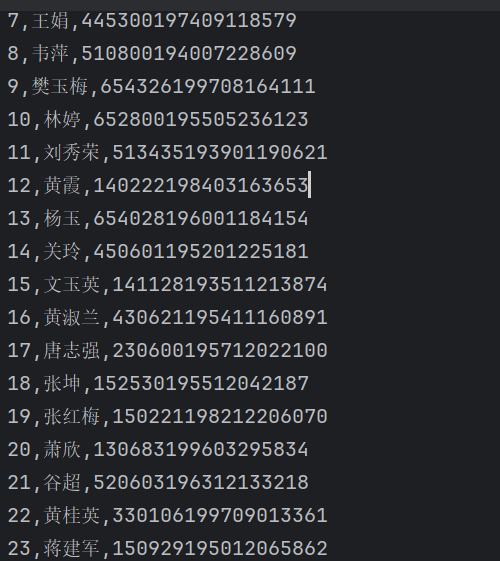 7,王娟,445300197409118579
8,韦萍,510800194007228609
9,樊玉梅,654326199708164111
10,林婷,652800195505236123
11,刘秀荣,513435193901190621
12,黄霞,140222198403163653
13,杨玉,654028196001184154
14,关玲,450601195201225181
15,文玉英,141128193511213874
16,黄淑兰,430621195411160891
17,唐志强,230600195712022100
18,张坤,152530195512042187
19,张红梅,150221198212206070
20,萧欣,130683199603295834
21,谷超,520603196312133218
22,黄桂英,330106199709013361
23,蒋建军,150929195012065862